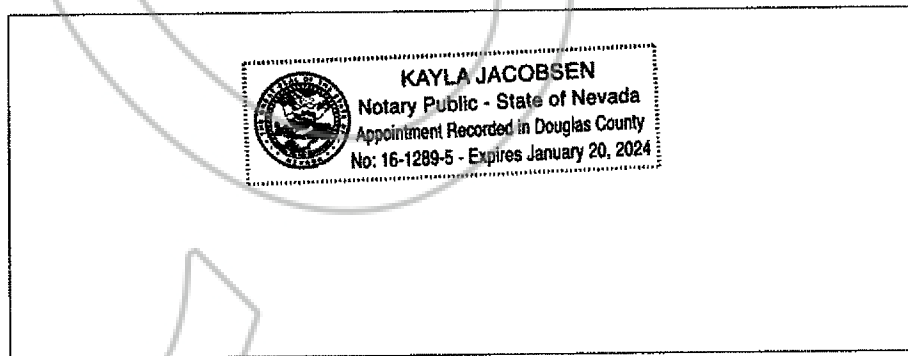 KAYLA JACOBSEN
Notary Public - State of Nevada
Appointment Recorded in Douglas County
No: 16-1289-5 - Expires January 20, 2024